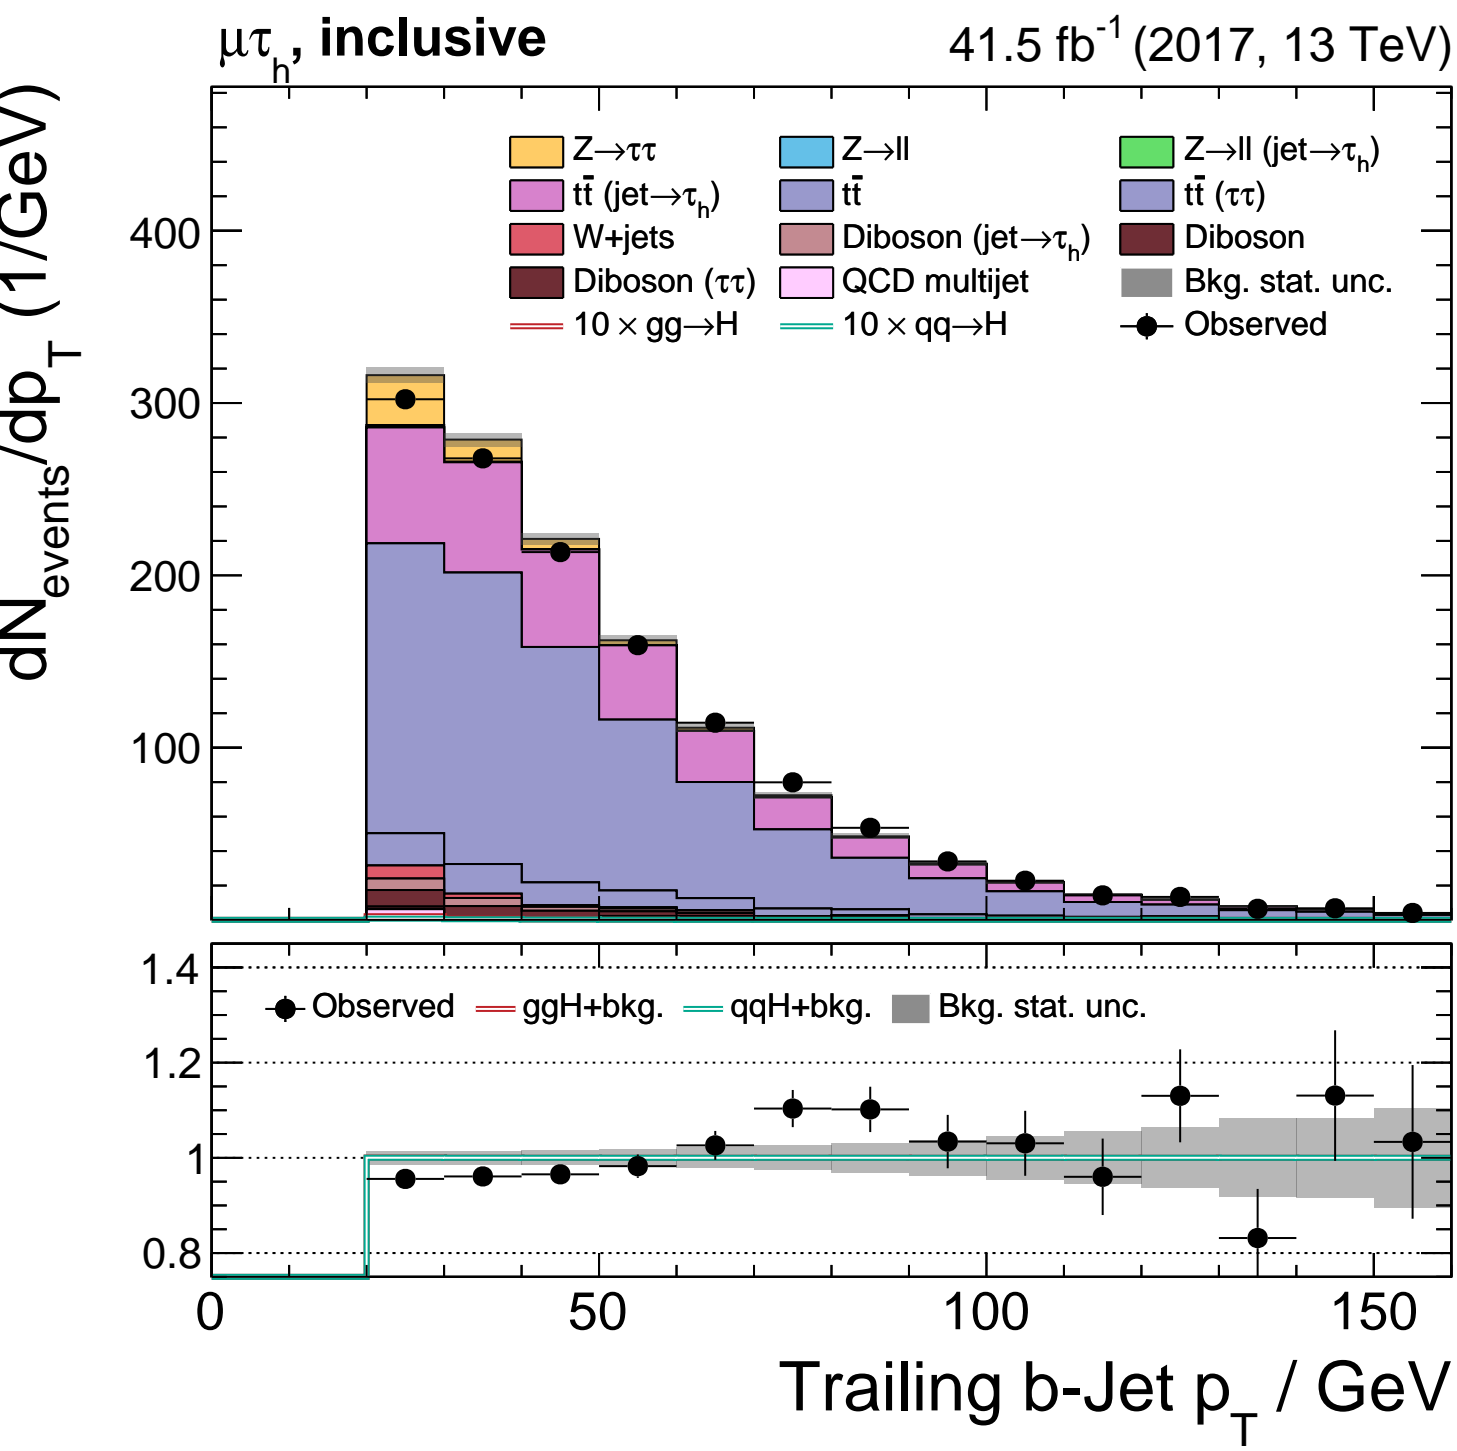 μτh, inclusive
41.5 fb-1 (2017, 13 TeV)
dNevents/dpT (1/GeV)
Z→ττ
Z→ll
Z→ll (jet→τh)
tt̄ (jet→τh)
tt̄
tt̄ (ττ)
W+jets
Diboson (jet→τh)
Diboson
Diboson (ττ)
QCD multijet
Bkg. stat. unc.
10 × gg→H
10 × qq→H
Observed
400
300
200
100
Observed
ggH+bkg.
qqH+bkg.
Bkg. stat. unc.
1.4
1.2
1
0.8
0
50
100
150
Trailing b-Jet pT / GeV